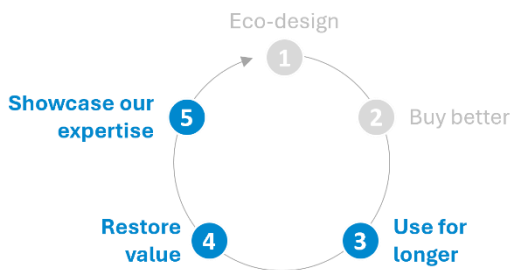 Eco-design
1
2
Buy better
3
Use for
longer
4
Restore
value
5
Showcase our
expertise